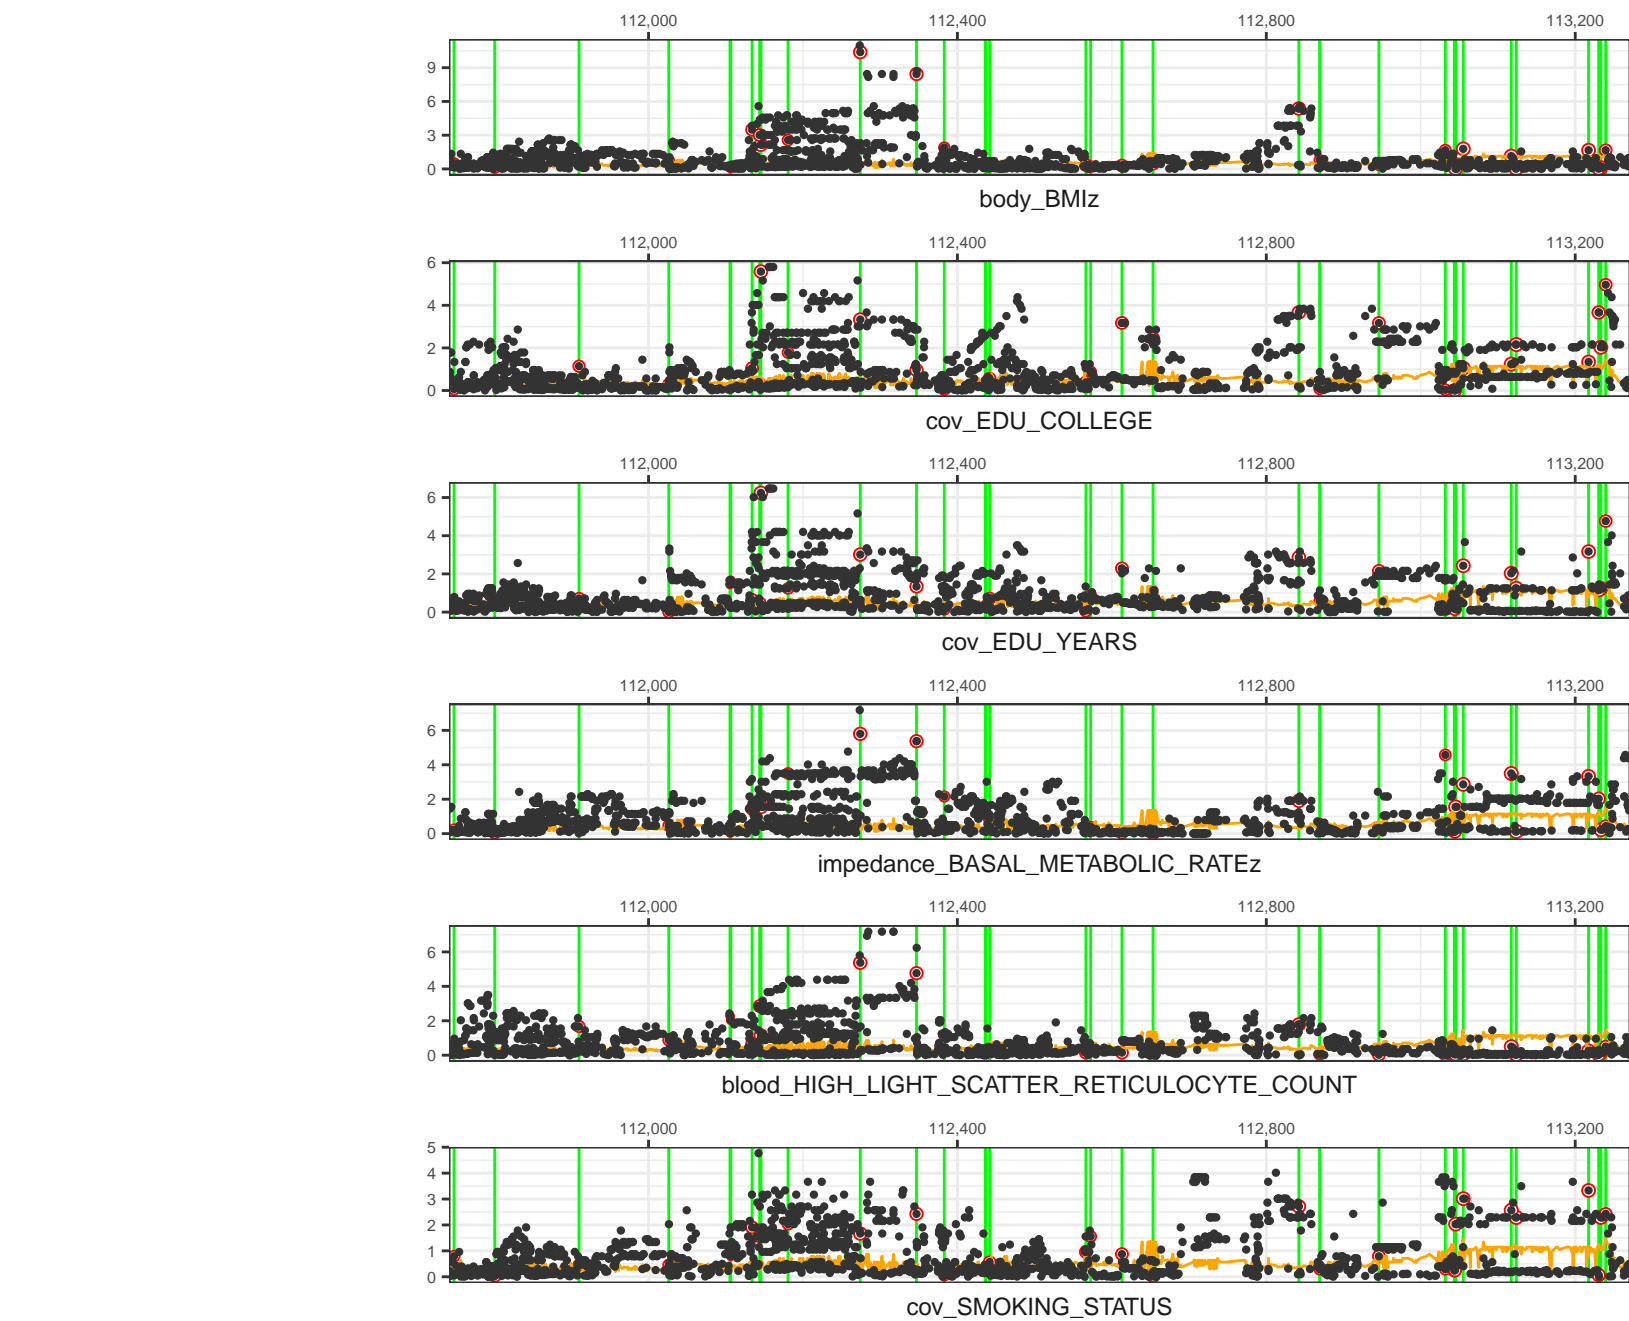 112,000 112,400 112,800 113,200
9
6
3
0
body_BMIz
112,000 112,400 112,800 113,200
6
4
2
0
cov_EDU_COLLEGE
112,000 112,400 112,800 113,200
6
4
2
0
cov_EDU_YEARS
112,000 112,400 112,800 113,200
6
4
2
0
impedance_BASAL_METABOLIC_RATEz
112,000 112,400 112,800 113,200
6
4
2
0
blood_HIGH_LIGHT_SCATTER_RETICULOCYTE_COUNT
112,000 112,400 112,800 113,200
5
4
3
2
1
0
cov_SMOKING_STATUS